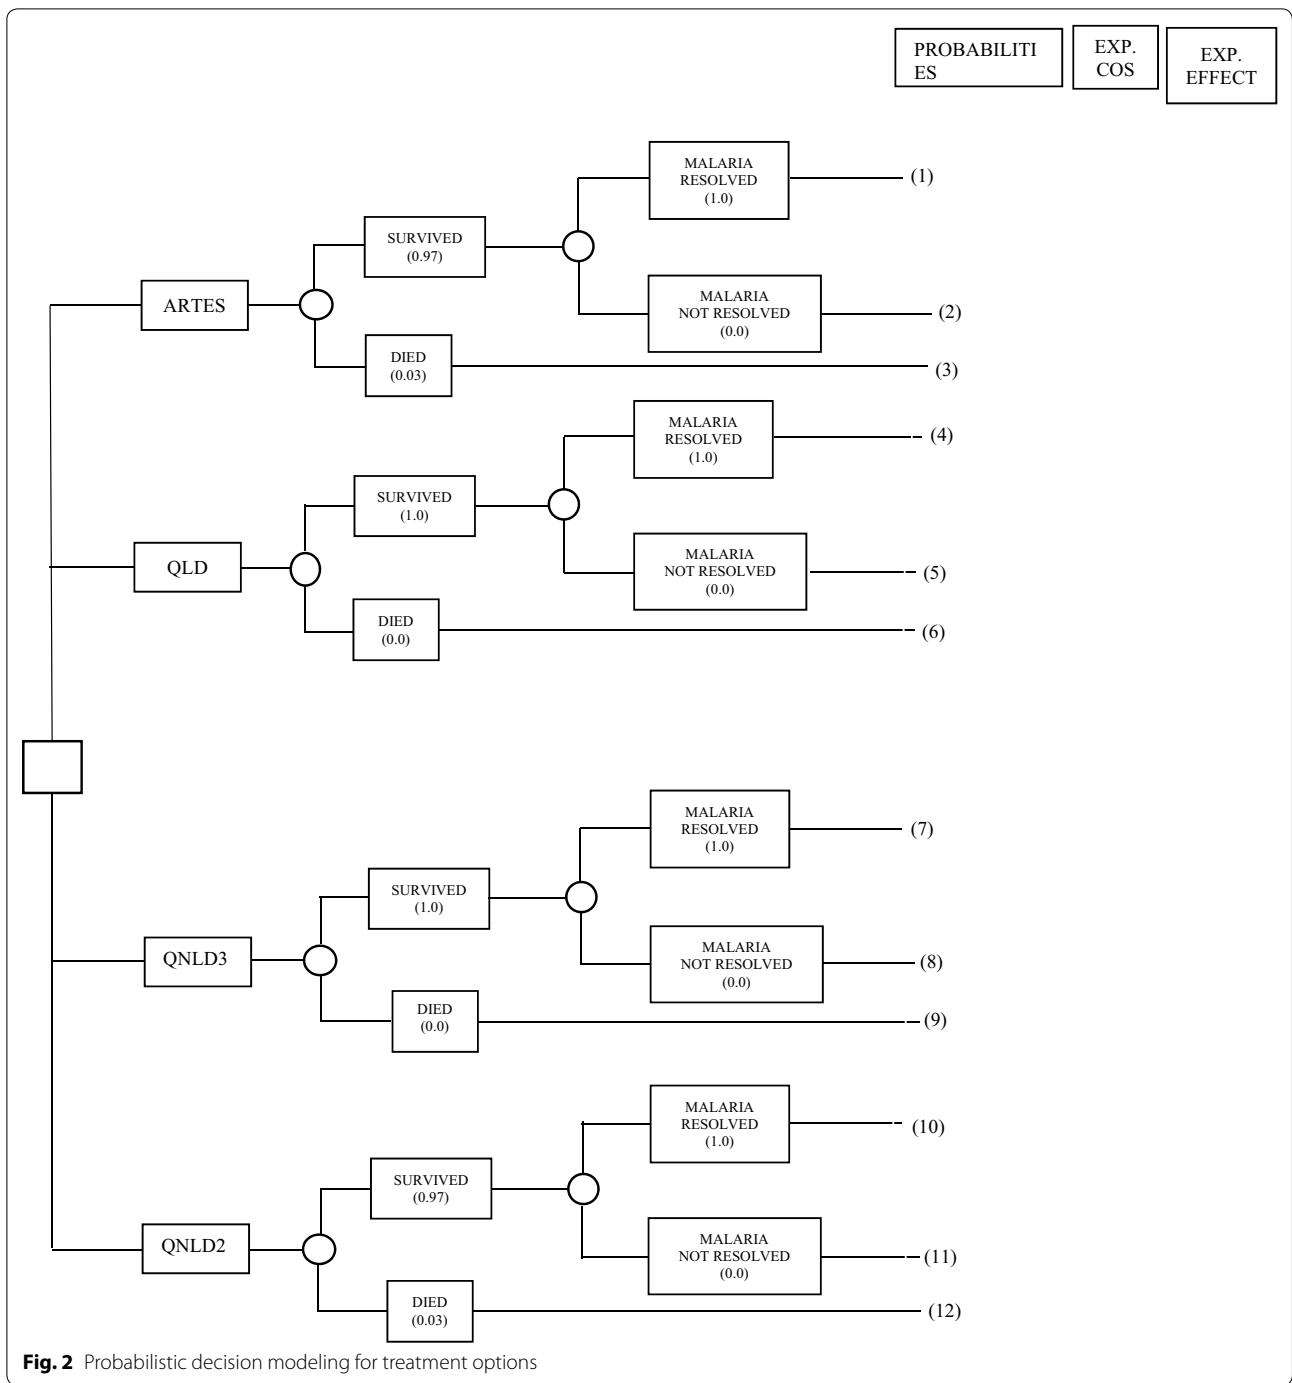 PROBABILITI
ES
EXP.
COS
EXP.
EFFECT
MALARIA
RESOLVED
(1.0)
(1)
SURVIVED
(0.97)
MALARIA
NOT RESOLVED
(0.0)
(2)
ARTES
DIED
(0.03)
(3)
MALARIA
RESOLVED
(1.0)
(4)
SURVIVED
(1.0)
MALARIA
NOT RESOLVED
(0.0)
(5)
QLD
DIED
(0.0)
(6)
MALARIA
RESOLVED
(1.0)
(7)
SURVIVED
(1.0)
MALARIA
NOT RESOLVED
(0.0)
(8)
QNLD3
DIED
(0.0)
(9)
MALARIA
RESOLVED
(1.0)
(10)
SURVIVED
(0.97)
MALARIA
NOT RESOLVED
(0.0)
(11)
QNLD2
DIED
(0.03)
(12)
Fig. 2 Probabilistic decision modeling for treatment options